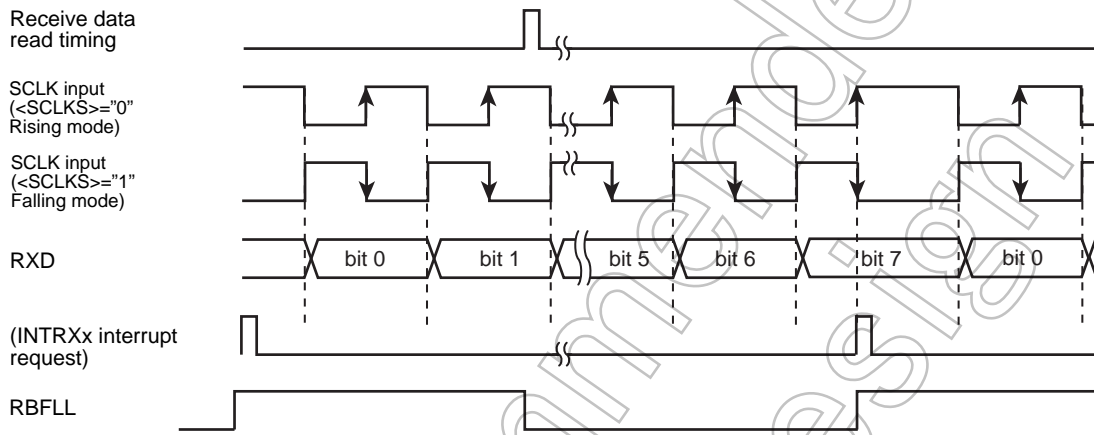 Receive data
read timing
SCLK input
(<SCLKS>="0"
Rising mode)
SCLK input
(<SCLKS>="1"
Falling mode)
RXD
bit 0
bit 1
bit 5
bit 6
bit 7
bit 0
(INTRXx interrupt
request)
RBFLL